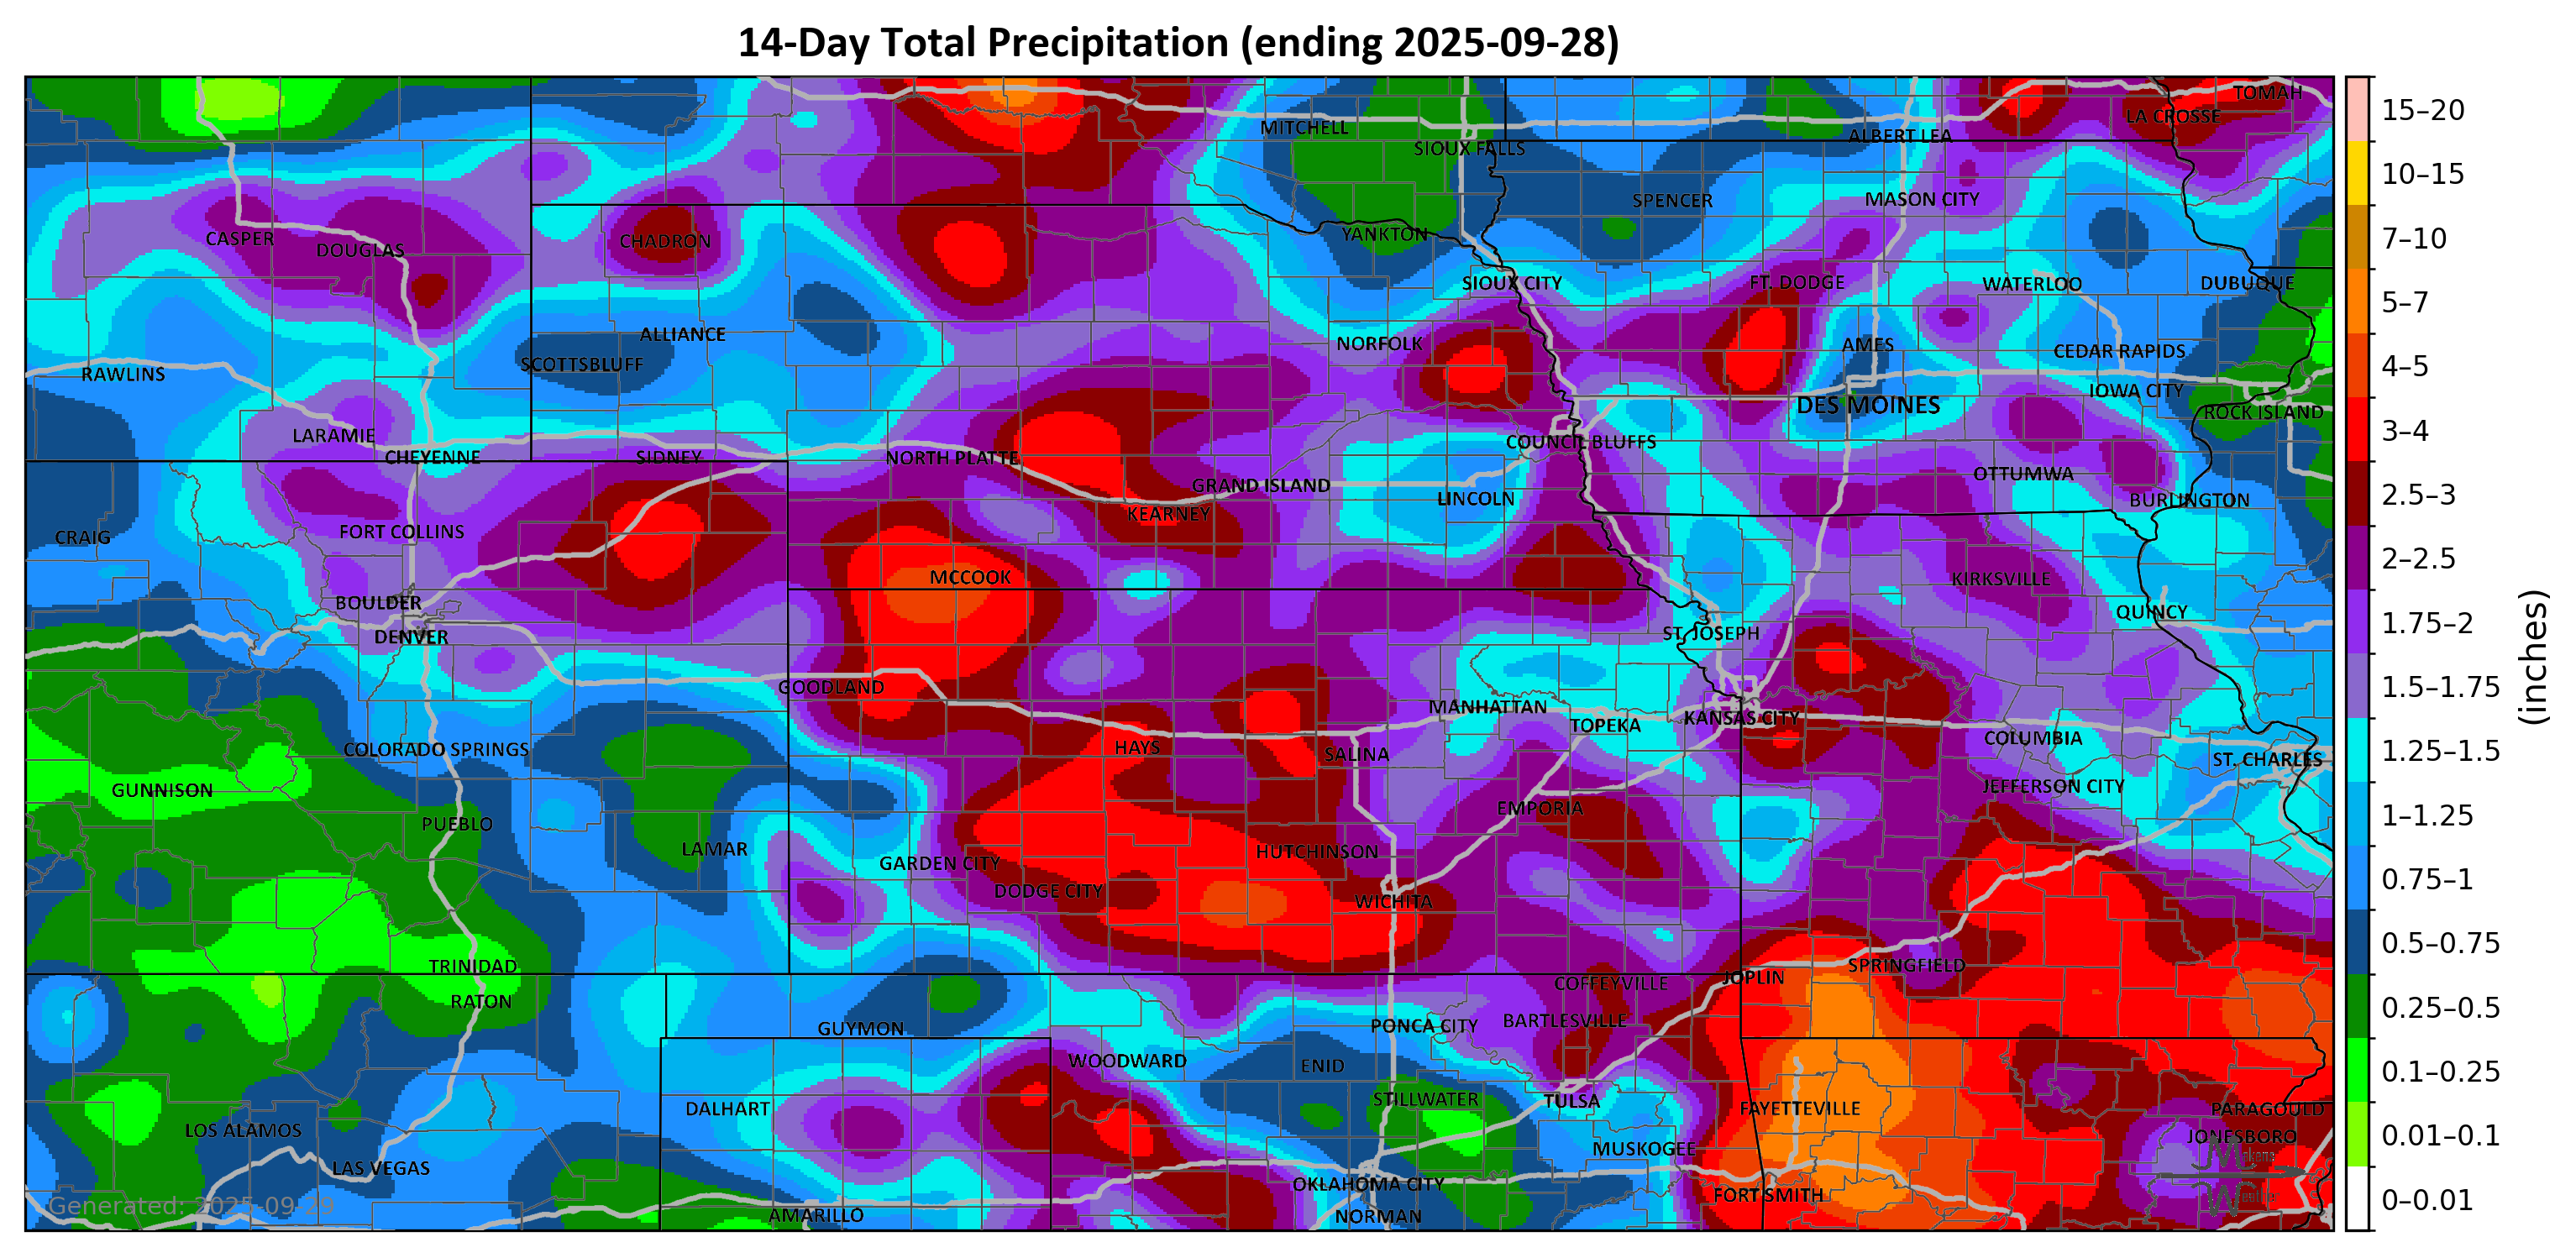 14-Day Total Precipitation (ending 2025-09-28)
TOMAH
LA CROSSE
MITCHELL
ALBERT LEA
SIOUX FALLS
SPENCER
MASON CITY
YANKTON
CASPER
CHADRON
DOUGLAS
SIOUX CITY
FT. DODGE
WATERLOO
DUBUQUE
ALLIANCE
NORFOLK
AMES
CEDAR RAPIDS
SCOTTSBLUFF
RAWLINS
IOWA CITY
DES MOINES
ROCK ISLAND
LARAMIE
COUNCIL BLUFFS
CHEYENNE
SIDNEY
NORTH PLATTE
OTTUMWA
GRAND ISLAND
LINCOLN
BURLINGTON
KEARNEY
FORT COLLINS
CRAIG
MCCOOK
KIRKSVILLE
BOULDER
QUINCY
DENVER
ST. JOSEPH
GOODLAND
MANHATTAN
KANSAS CITY
TOPEKA
COLUMBIA
COLORADO SPRINGS
HAYS
SALINA
ST. CHARLES
GUNNISON
JEFFERSON CITY
EMPORIA
PUEBLO
LAMAR
HUTCHINSON
GARDEN CITY
DODGE CITY
WICHITA
TRINIDAD
SPRINGFIELD
JOPLIN
COFFEYVILLE
RATON
BARTLESVILLE
PONCA CITY
GUYMON
WOODWARD
ENID
STILLWATER
TULSA
DALHART
FAYETTEVILLE
PARAGOULD
LOS ALAMOS
JONESBORO
MUSKOGEE
LAS VEGAS
OKLAHOMA CITY
FORT SMITH
AMARILLO
NORMAN
Generated: 2025-09-29
15–20
10–15
7–10
5–7
4–5
3–4
2.5–3
2–2.5
1.75–2
1.5–1.75
1.25–1.5
1–1.25
0.75–1
0.5–0.75
0.25–0.5
0.1–0.25
0.01–0.1
0–0.01
(inches)